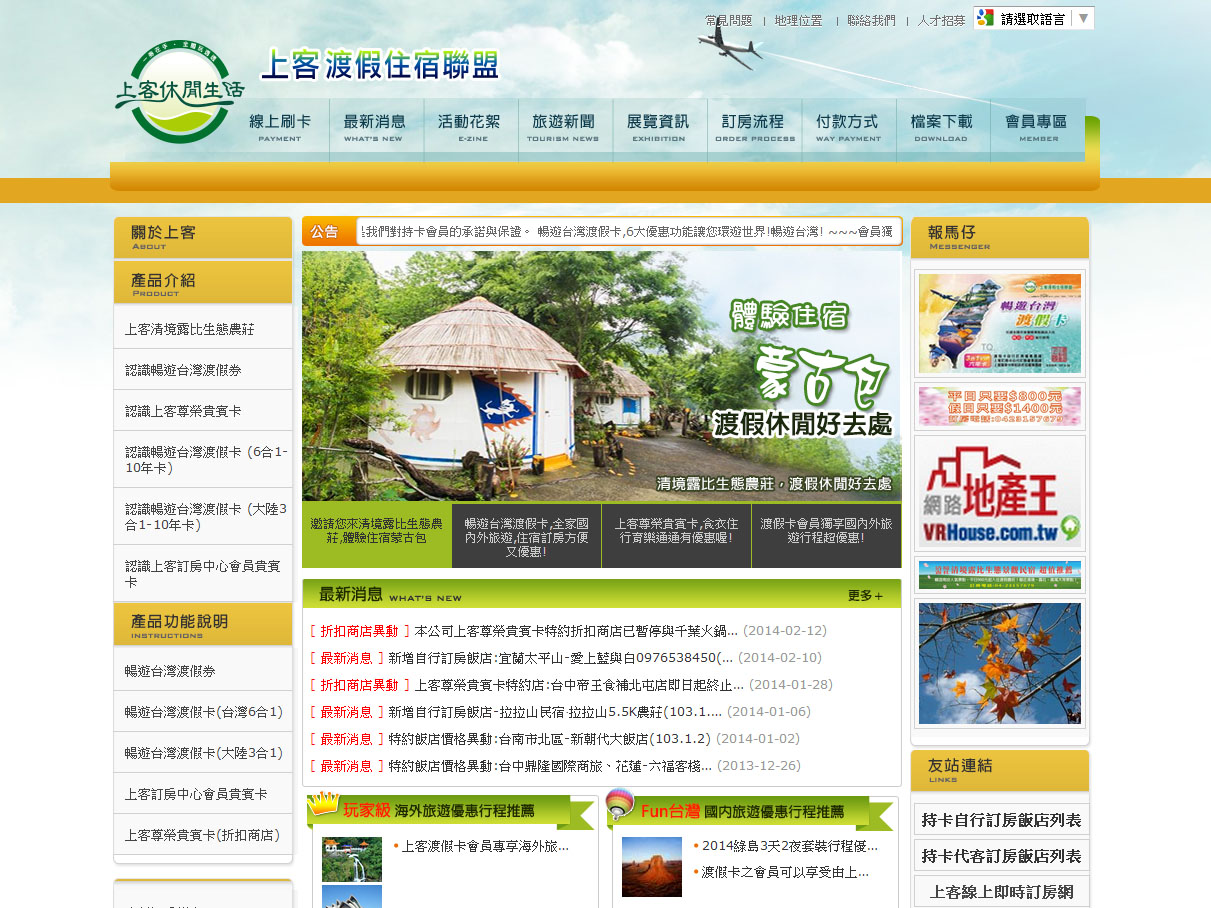 常見問題 | 地理位置 | 聯絡我們 | 人才招募
請選取語言 ▼
上客休閒生活
上客渡假住宿聯盟
線上刷卡
PAYMENT
最新消息
WHAT'S NEW
活動花絮
E-ZINE
旅遊新聞
TOURISM NEWS
展覽資訊
EXHIBITION
訂房流程
ORDER PROCESS
付款方式
WAY PAYMENT
檔案下載
DOWNLOAD
會員專區
MEMBER
關於上客
ABOUT
產品介紹
PRODUCT
上客清境露比生態農莊
認識暢遊台灣渡假券
認識上客尊榮貴賓卡
認識暢遊台灣渡假卡 (6合1-
10年卡)
認識暢遊台灣渡假卡 (大陸3
合1-10年卡)
認識上客訂房中心會員貴賓
卡
產品功能說明
INSTRUCTIONS
暢遊台灣渡假券
暢遊台灣渡假卡(台灣6合1)
暢遊台灣渡假卡(大陸3合1)
上客訂房中心會員貴賓卡
上客尊榮貴賓卡(折扣商店)
公告
我們對持卡會員的承諾與保證。 暢遊台灣渡假卡,6大優惠功能讓您環遊世界!暢遊台灣! ~~~會員獨
體驗住宿
蒙古包
渡假休閒好去處
清境露比生態農莊，渡假休閒好去處
邀請您來清境露比生態農
莊,體驗住宿蒙古包
暢遊台灣渡假卡,全家國
內外旅遊,住宿訂房方便
又優惠!
上客尊榮貴賓卡,食衣住
行育樂通通有優惠喔!
渡假卡會員獨享國內外旅
遊行程超優惠!
最新消息 WHAT'S NEW
更多+
[ 折扣商店異動 ] 本公司上客尊榮貴賓卡特約折扣商店已暫停與千葉火鍋... (2014-02-12)
[ 最新消息 ] 新增自行訂房飯店:宜蘭太平山-愛上藍與白0976538450(... (2014-02-10)
[ 折扣商店異動 ] 上客尊榮貴賓卡特約店:台中帝王食補北屯店即日起終止... (2014-01-28)
[ 最新消息 ] 新增自行訂房飯店-拉拉山民宿.拉拉山5.5K農莊(103.1.... (2014-01-06)
[ 最新消息 ] 特約飯店價格異動:台南市北區-新朝代大飯店(103.1.2) (2014-01-02)
[ 最新消息 ] 特約飯店價格異動:台中鼎隆國際商旅、花蓮-六福客棧... (2013-12-26)
玩家級 海外旅遊優惠行程推薦
• 上客渡假卡會員專享海外旅...
Fun台灣 國內旅遊優惠行程推薦
• 2014綠島3天2夜套裝行程優...
• 渡假卡之會員可以享受由上...
報馬仔
MESSENGER
暢遊台灣
渡假卡
平日只要$800元
假日只要$1400元
訂房電話:0423157679
網路地產王
VRHouse.com.tw
友站連結
LINKS
持卡自行訂房飯店列表
持卡代客訂房飯店列表
上客線上即時訂房網